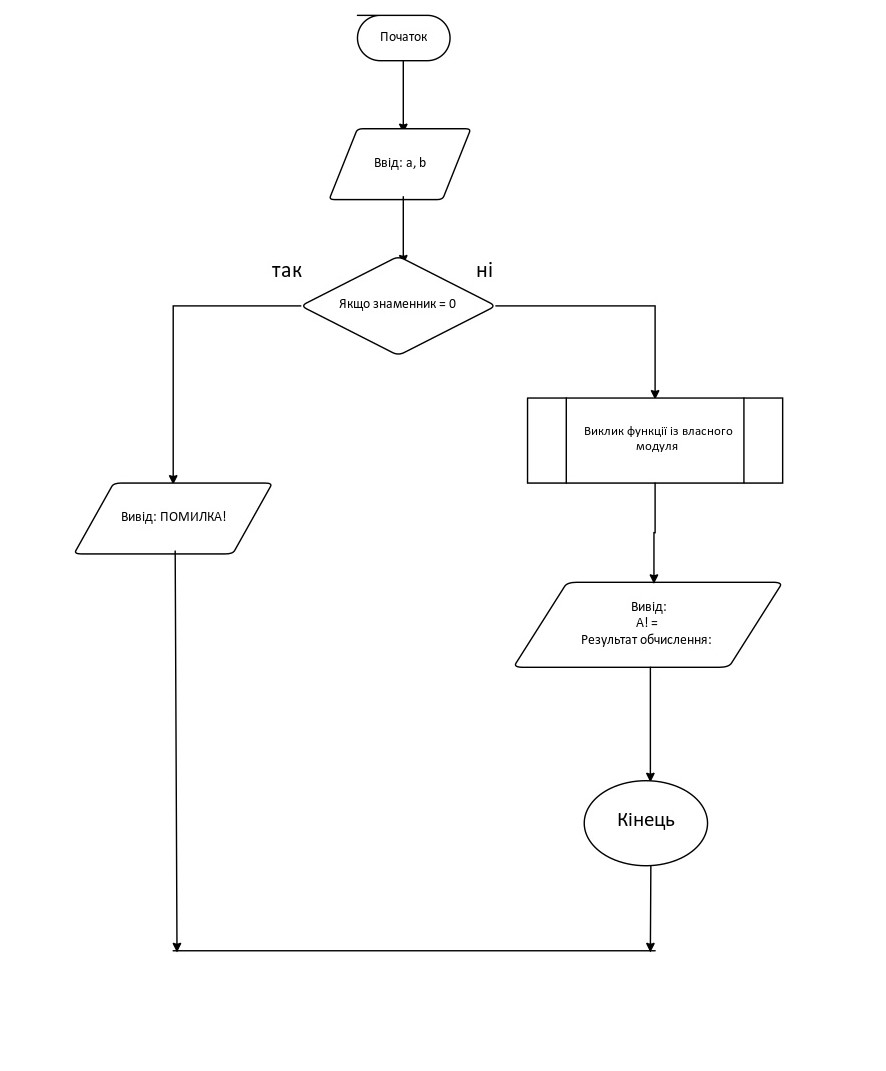 Початок
Ввід: a, b
так
ні
Якщо знаменник = 0
Виклик функції із власного
модуля
Вивід: ПОМИЛКА!
Вивід:
A! =
Результат обчислення:
Кінець